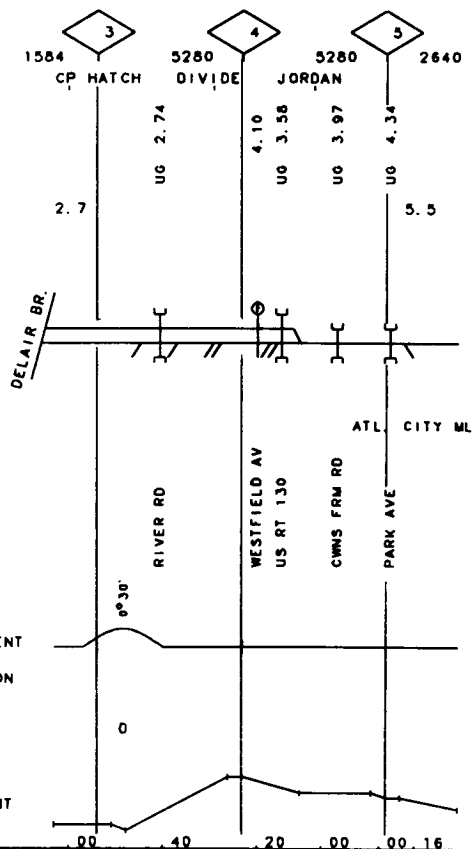 3 4 5
1584 5280 5280 2640
CP HATCH DIVIDE JORDAN
UG 2.74
4.10
UG 3.58
UG 3.97
UG 4.34
2.7 5.5
DELAIR BR.
ATL. CITY ML
RIVER RD
WESTFIELD AV
US RT 130
CWNS FRM RD
PARK AVE
0°30'
ENT
ON
0
NT
.00 .40 .20 .00 .00 .16